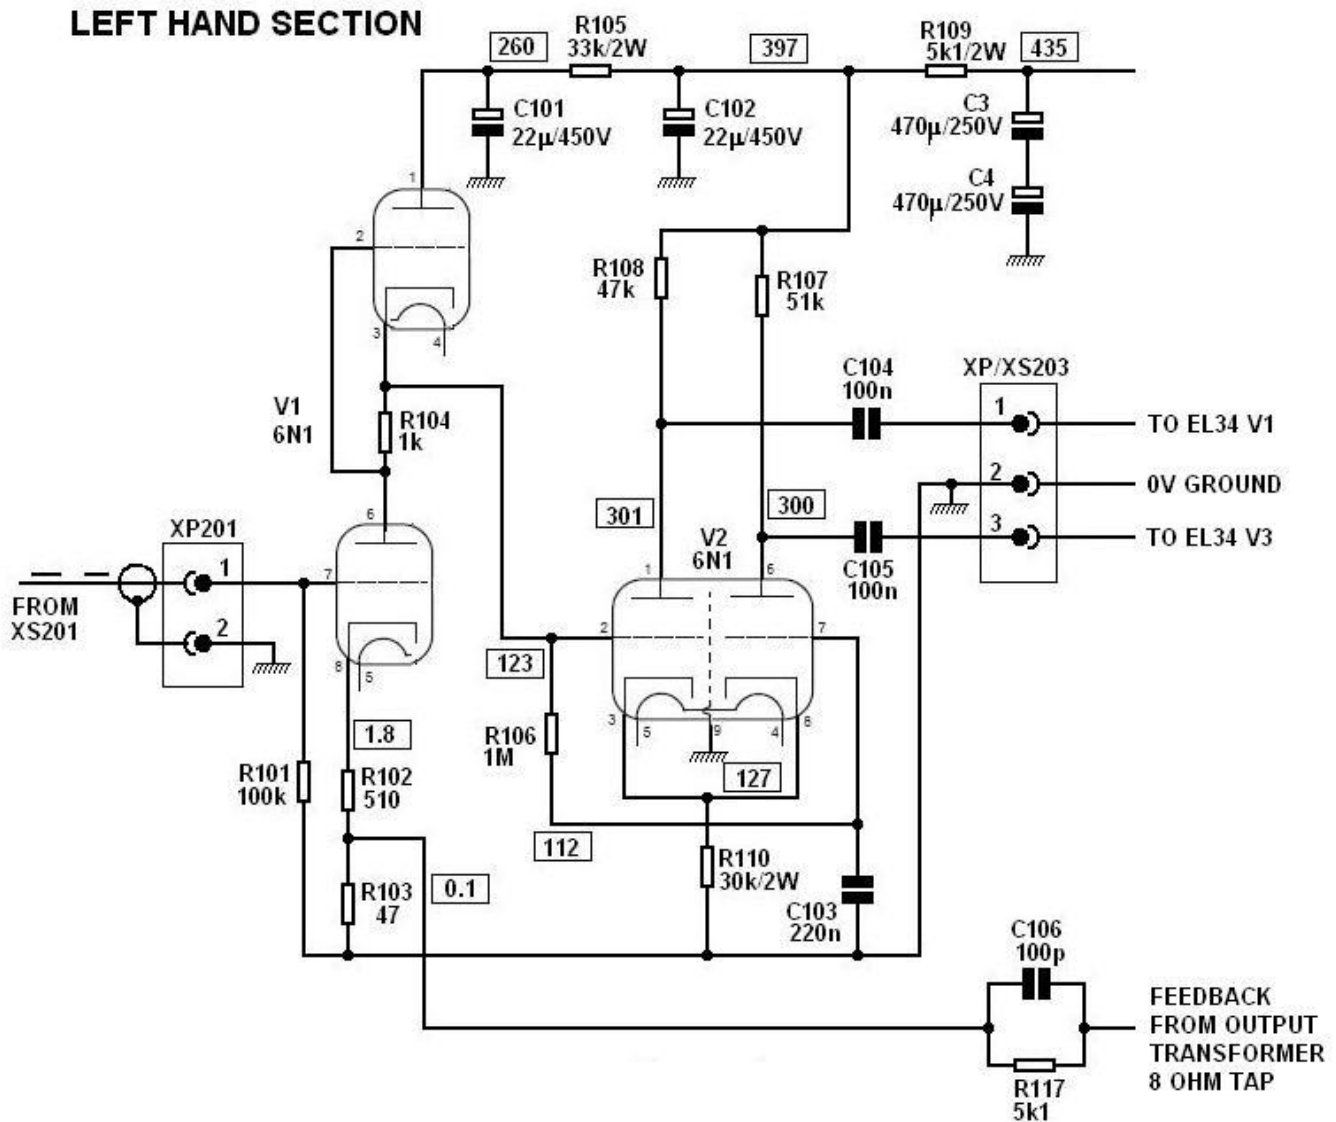 LEFT HAND SECTION
260
R105
33k/2W
397
R109
5k1/2W
435
C101
22µ/450V
C102
22µ/450V
C3
470µ/250V
C4
470µ/250V
1
2
3
4
R108
47k
R107
51k
V1
6N1
R104
1k
C104
100n
XP/XS203
1
TO EL34 V1
2
0V GROUND
3
TO EL34 V3
301
300
V2
6N1
C105
100n
XP201
1
2
FROM
XS201
6
7
8
5
1
6
2
7
3
5
9
4
8
123
1.8
R106
1M
127
R101
100k
R102
510
112
R110
30k/2W
R103
47
0.1
C103
220n
C106
100p
R117
5k1
FEEDBACK
FROM OUTPUT
TRANSFORMER
8 OHM TAP